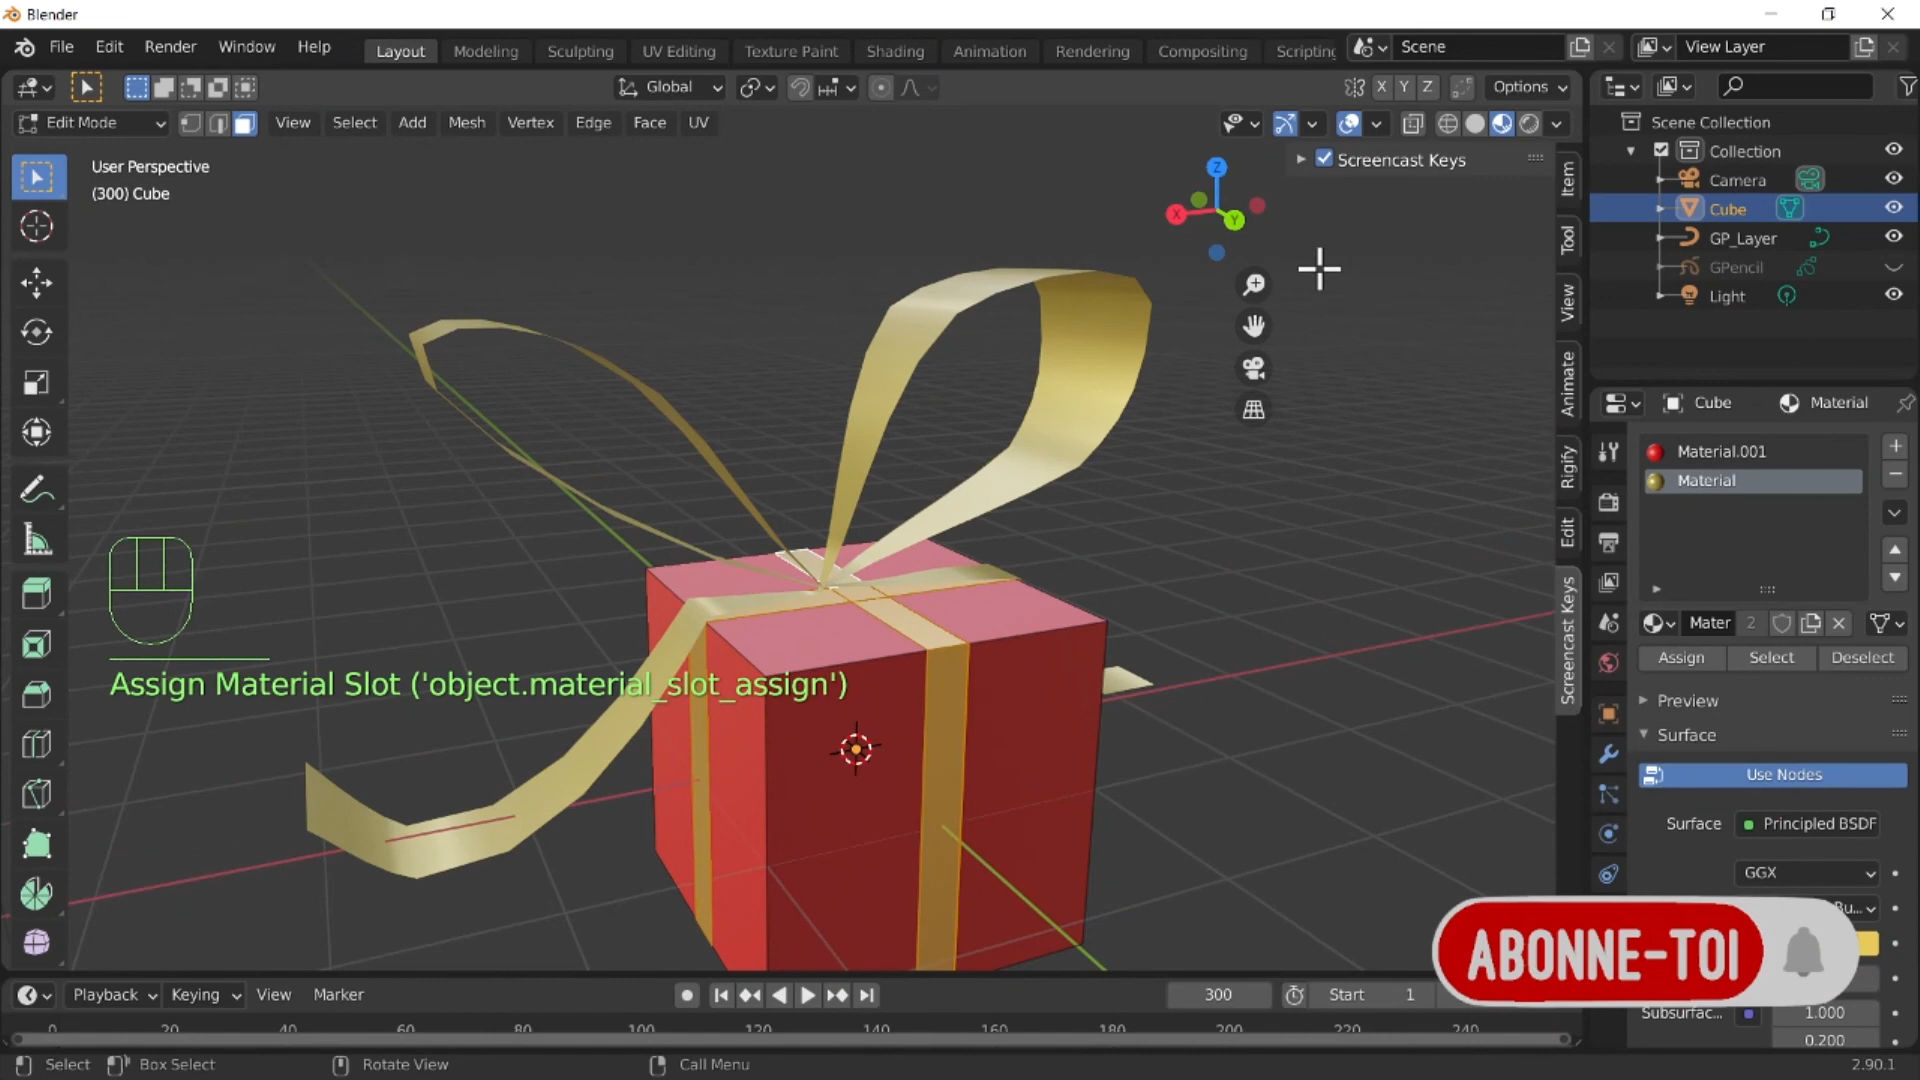 Blender
File Edit Render Window Help
Layout Modeling Sculpting UV Editing Texture Paint Shading Animation Rendering Compositing Scripting
Scene
View Layer
Global
X Y Z
Options
Edit Mode
View Select Add Mesh Vertex Edge Face UV
User Perspective
(300) Cube
Screencast Keys
Z
X
Y
Item
Tool
View
Animate
Rigify
Edit
Screencast Keys
Scene Collection
Collection
Camera
Cube
GP_Layer
GPencil
Light
Cube
Material
Material.001
Material
Mater 2
Assign Select Deselect
Preview
Surface
Use Nodes
Surface Principled BSDF
GGX
Bu...
Subsurfac... 1.000
0.200
Assign Material Slot ('object.material_slot_assign')
ABONNE-TOI
Playback Keying View Marker
300
Start 1
0 20 40 60 80 100 120 140 160 180 200 220 240
Select Box Select Rotate View Call Menu
2.90.1